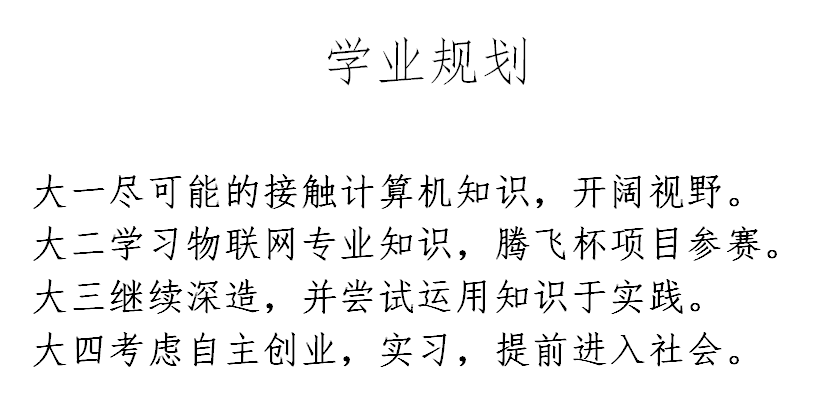 学业规划
大一尽可能的接触计算机知识，开阔视野。
大二学习物联网专业知识，腾飞杯项目参赛。
大三继续深造，并尝试运用知识于实践。
大四考虑自主创业，实习，提前进入社会。